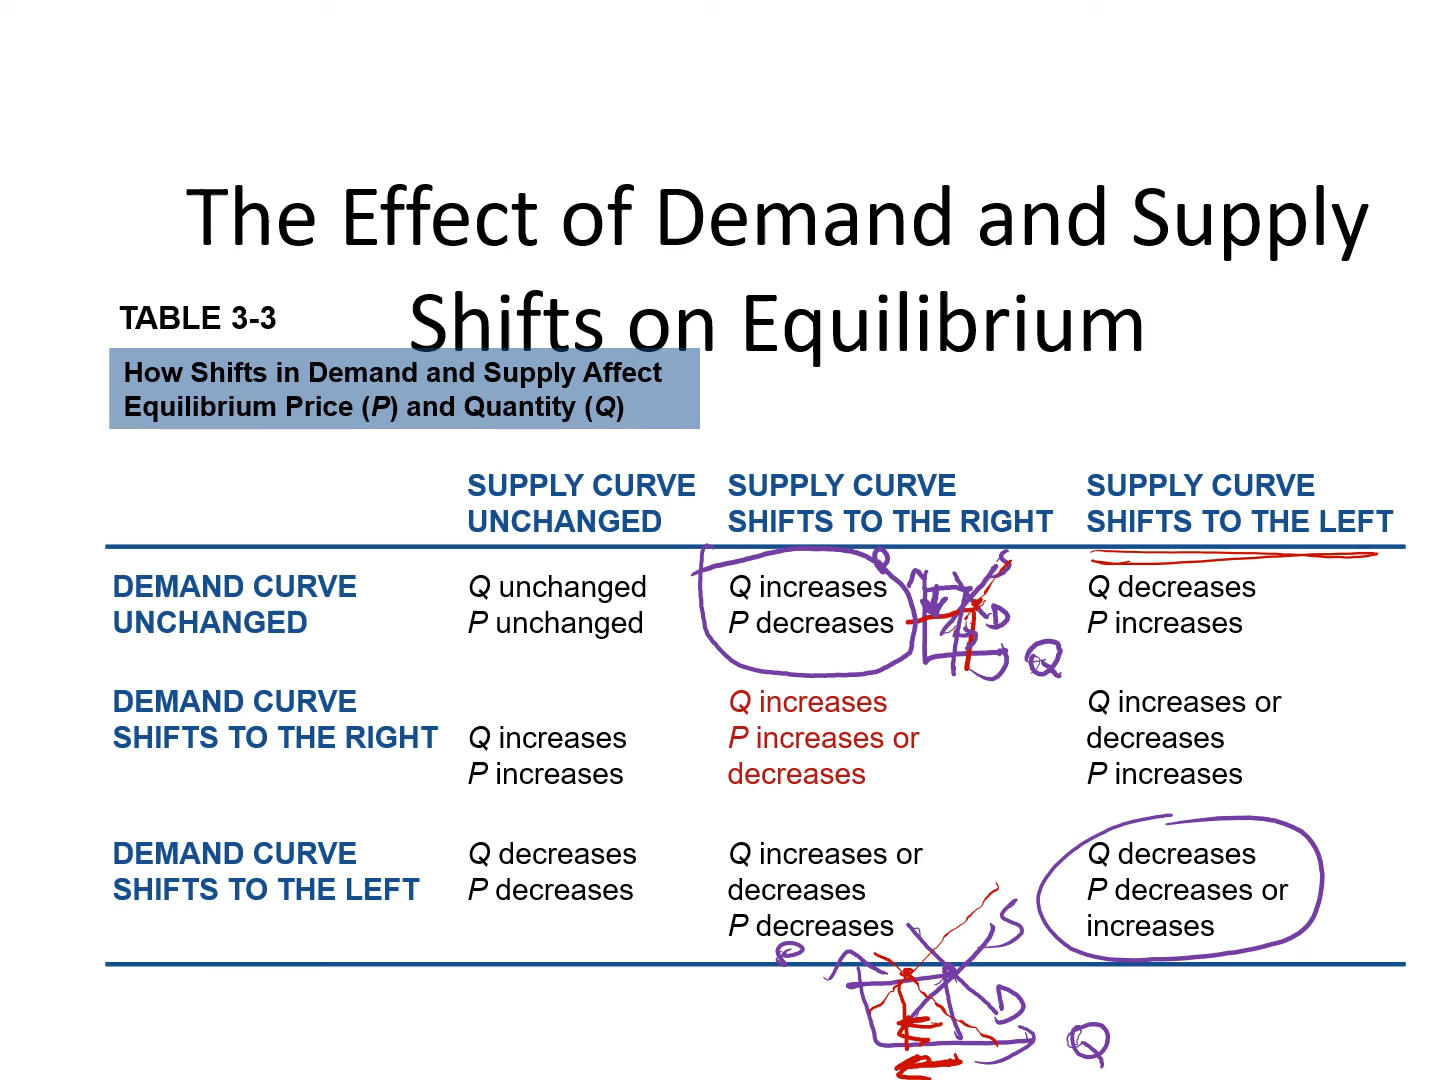 The Effect of Demand and Supply
Shifts on Equilibrium
TABLE 3-3
How Shifts in Demand and Supply Affect
Equilibrium Price (P) and Quantity (Q)
SUPPLY CURVE
UNCHANGED
SUPPLY CURVE
SHIFTS TO THE RIGHT
SUPPLY CURVE
SHIFTS TO THE LEFT
DEMAND CURVE
UNCHANGED
Q unchanged
P unchanged
Q increases
P decreases
Q decreases
P increases
S
D
Q
DEMAND CURVE
SHIFTS TO THE RIGHT
Q increases
P increases
Q increases
P increases or
decreases
Q increases or
decreases
P increases
DEMAND CURVE
SHIFTS TO THE LEFT
Q decreases
P decreases
Q increases or
decreases
P decreases
Q decreases
P decreases or
increases
P
S
D
Q